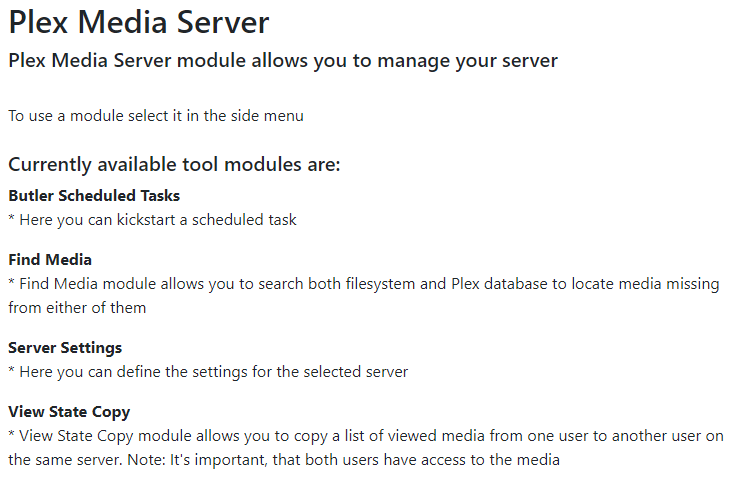 Plex Media Server
Plex Media Server module allows you to manage your server
To use a module select it in the side menu
Currently available tool modules are:
Butler Scheduled Tasks
* Here you can kickstart a scheduled task
Find Media
* Find Media module allows you to search both filesystem and Plex database to locate media missing
from either of them
Server Settings
* Here you can define the settings for the selected server
View State Copy
* View State Copy module allows you to copy a list of viewed media from one user to another user on
the same server. Note: It's important, that both users have access to the media